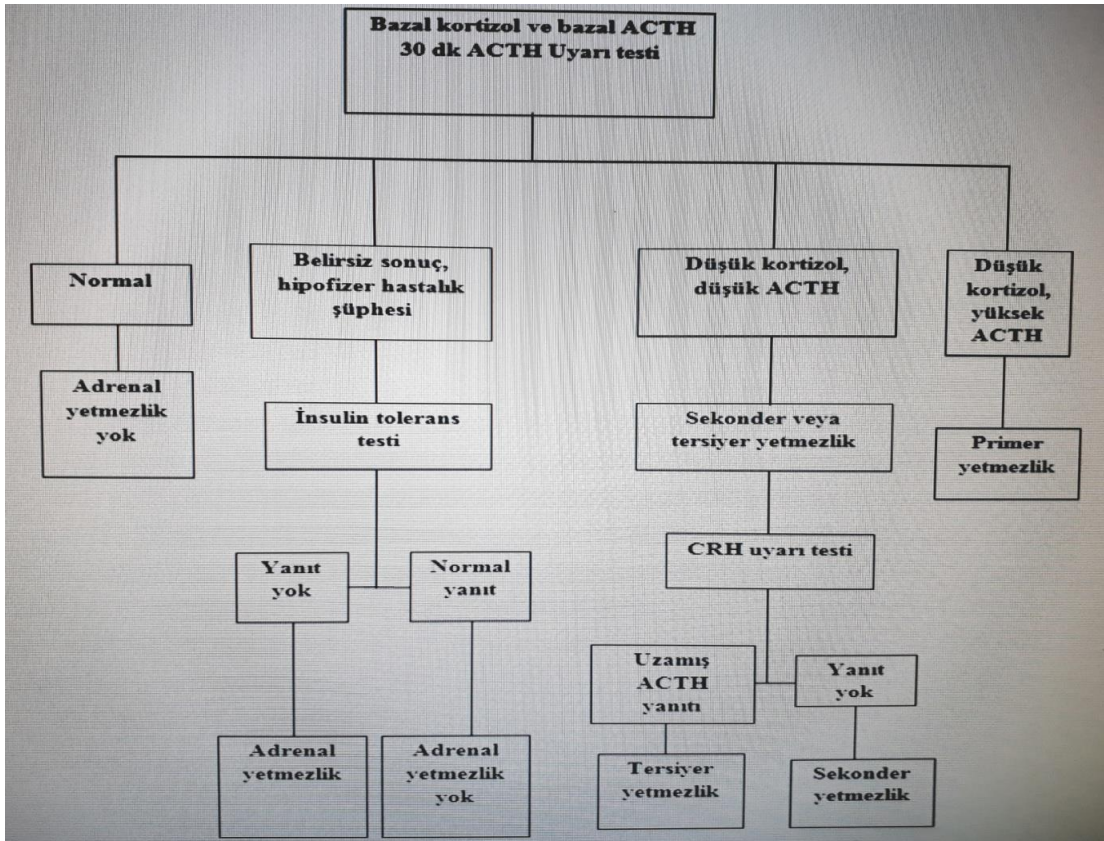 Bazal kortizol ve bazal ACTH
30 dk ACTH Uyarı testi
Normal
Belirsiz sonuç,
hipofizer hastalık
şüphesi
Düşük kortizol,
düşük ACTH
Düşük
kortizol,
yüksek
ACTH
Adrenal
yetmezlik
yok
İnsulin tolerans
testi
Sekonder veya
tersiyer yetmezlik
Primer
yetmezlik
CRH uyarı testi
Yanıt
yok
Normal
yanıt
Uzamış
ACTH
yanıtı
Yanıt
yok
Adrenal
yetmezlik
Adrenal
yetmezlik
yok
Tersiyer
yetmezlik
Sekonder
yetmezlik